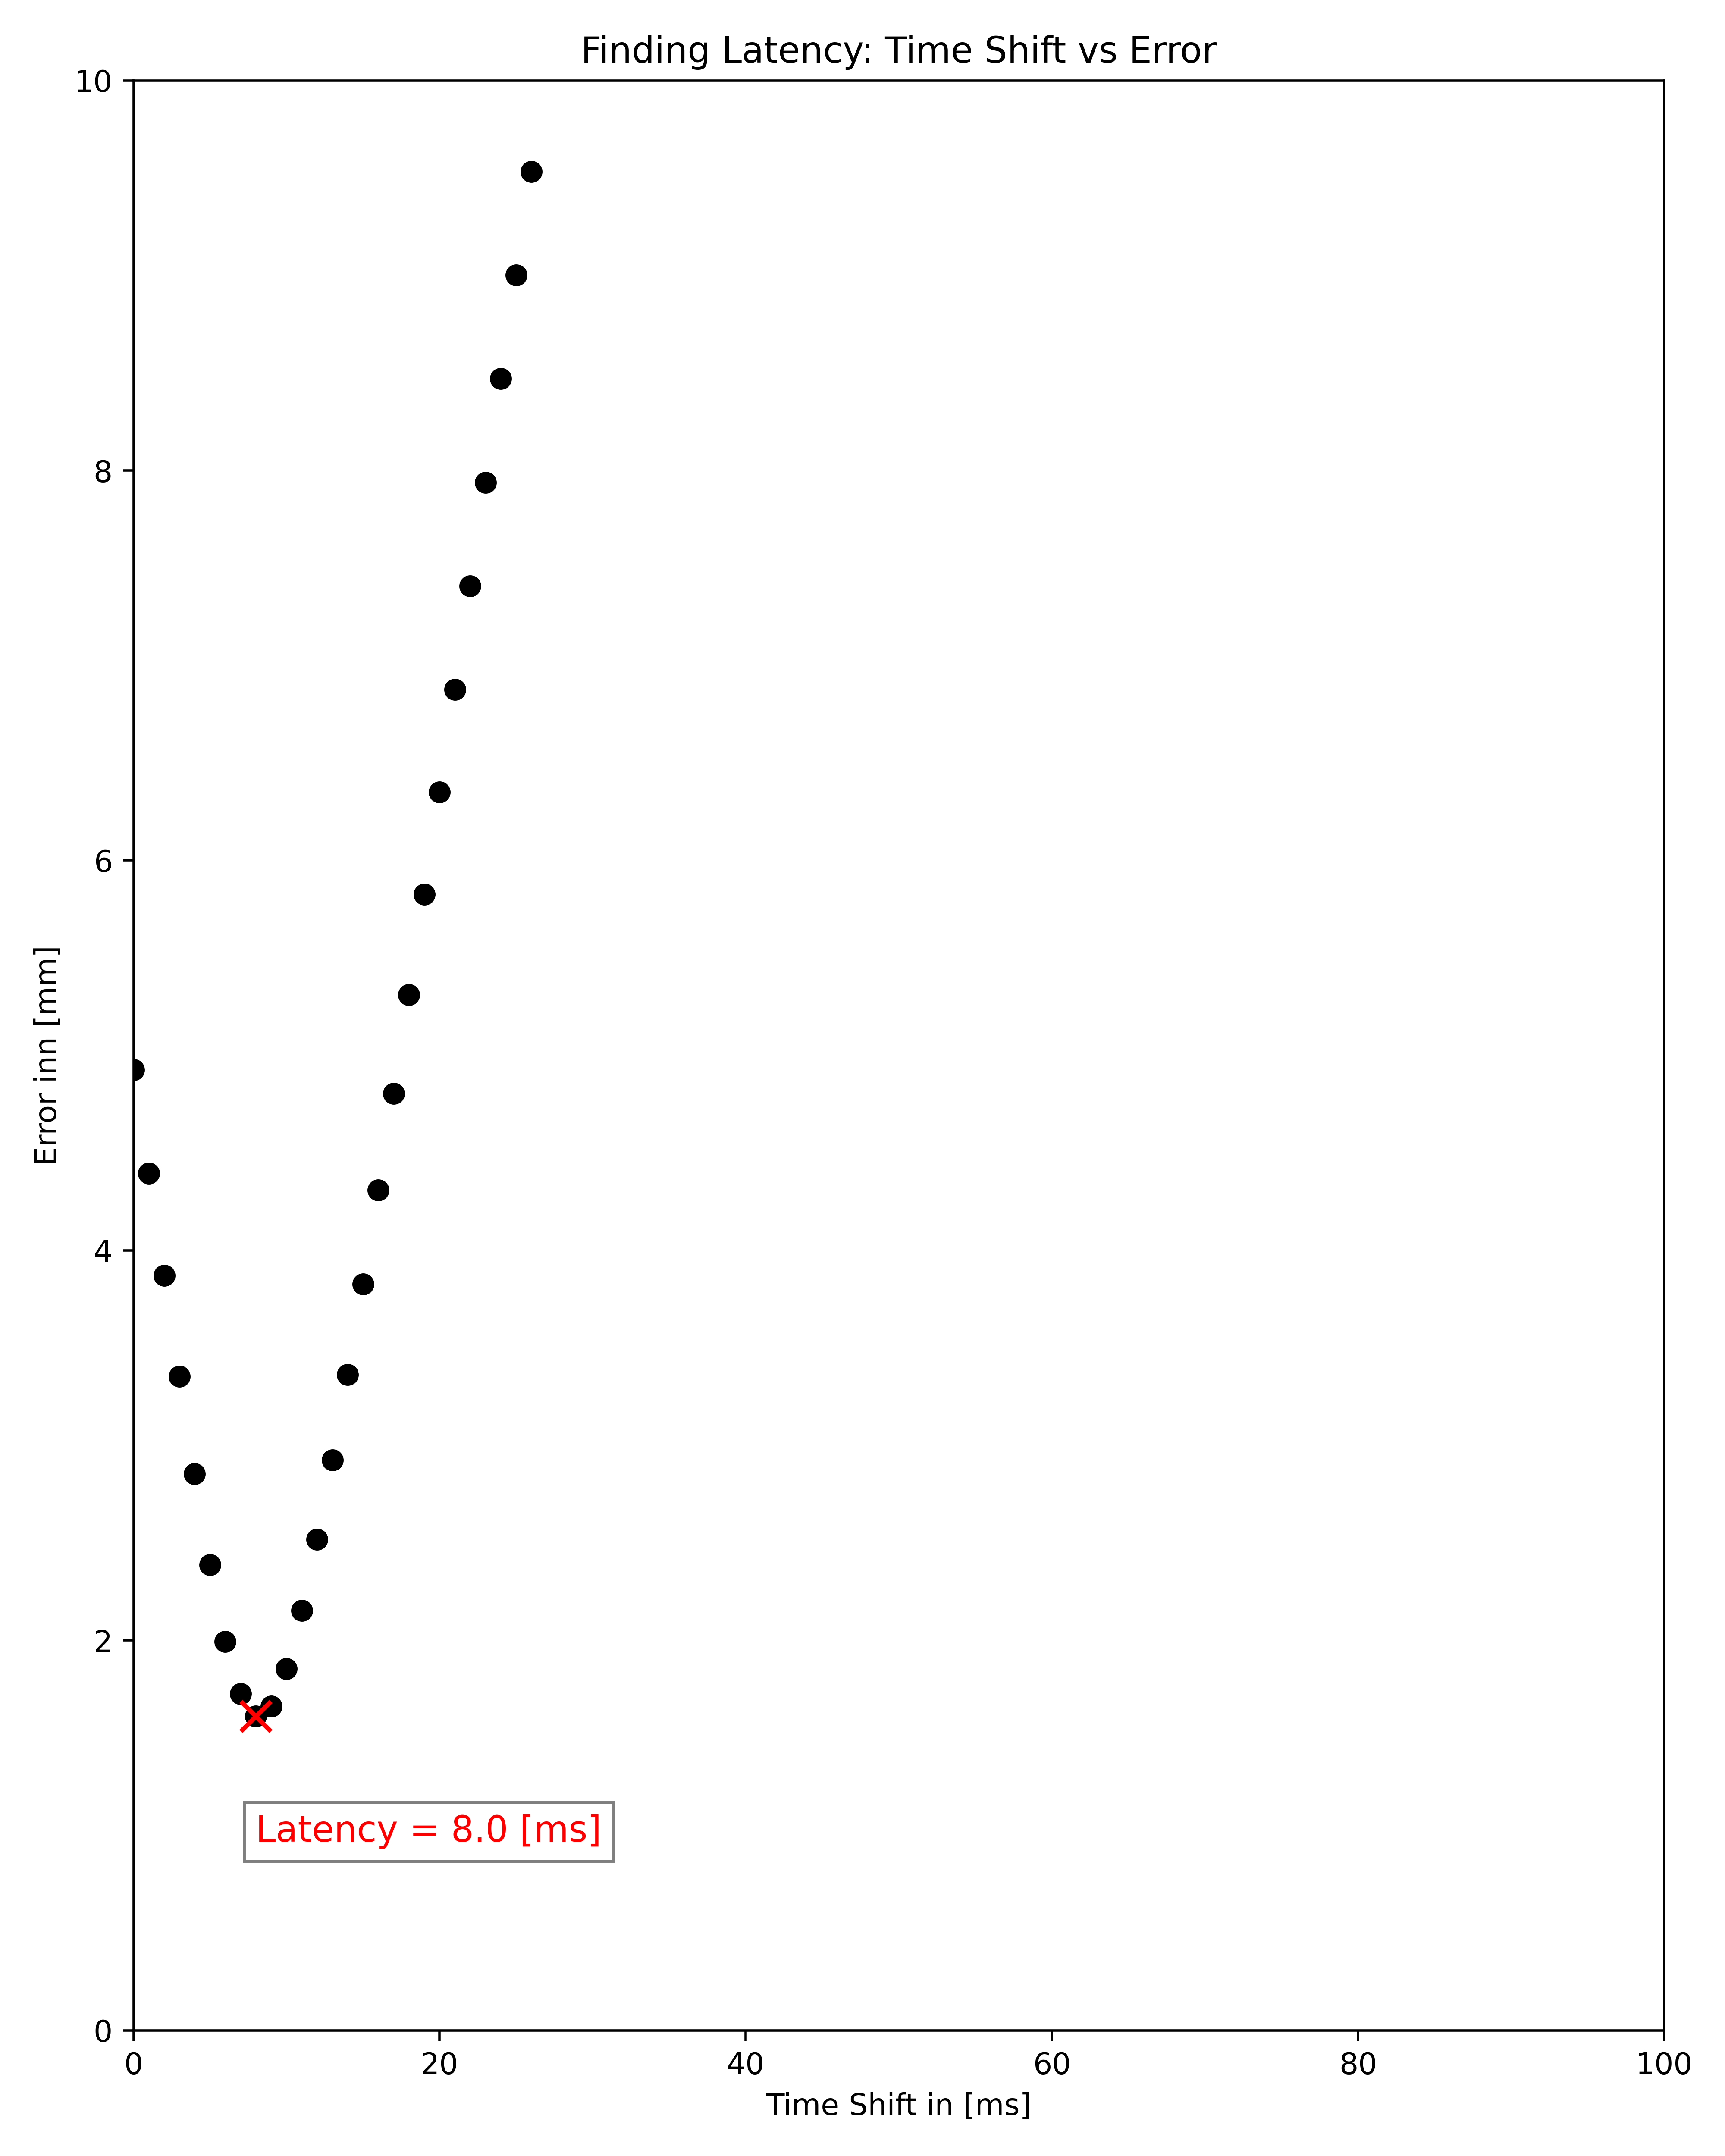 Finding Latency: Time Shift vs Error
10
8
6
4
2
0
Error inn [mm]
Latency = 8.0 [ms]
0 20 40 60 80 100
Time Shift in [ms]